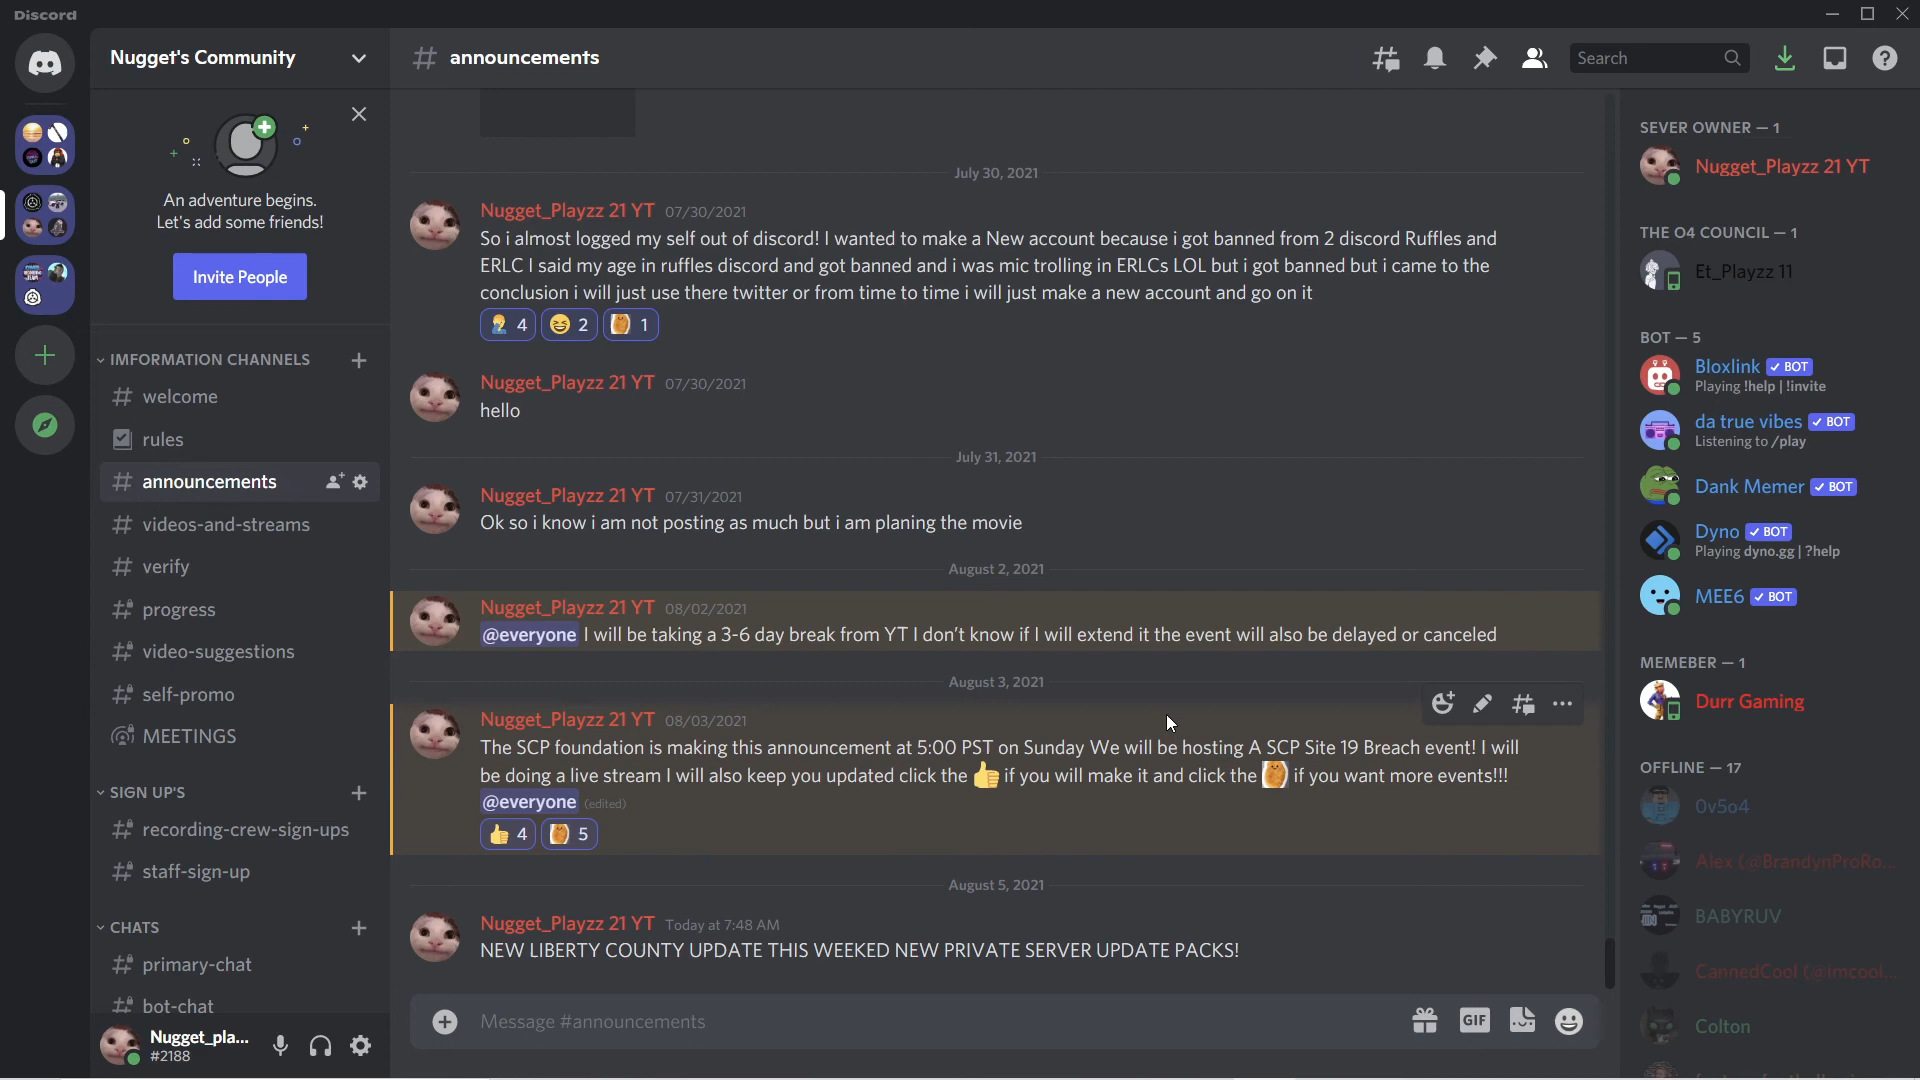 Discord
Nugget's Community
announcements
Search
An adventure begins.
Let's add some friends!
Invite People
IMFORMATION CHANNELS
welcome
rules
announcements
videos-and-streams
verify
progress
video-suggestions
self-promo
MEETINGS
SIGN UP'S
recording-crew-sign-ups
staff-sign-up
CHATS
primary-chat
bot-chat
Nugget_pla...
#2188
July 30, 2021
Nugget_Playzz 21 YT 07/30/2021
So i almost logged my self out of discord! I wanted to make a New account because i got banned from 2 discord Ruffles and
ERLC I said my age in ruffles discord and got banned and i was mic trolling in ERLCs LOL but i got banned but i came to the
conclusion i will just use there twitter or from time to time i will just make a new account and go on it
4 2 1
Nugget_Playzz 21 YT 07/30/2021
hello
July 31, 2021
Nugget_Playzz 21 YT 07/31/2021
Ok so i know i am not posting as much but i am planing the movie
August 2, 2021
Nugget_Playzz 21 YT 08/02/2021
@everyone I will be taking a 3-6 day break from YT I don't know if I will extend it the event will also be delayed or canceled
August 3, 2021
Nugget_Playzz 21 YT 08/03/2021
The SCP foundation is making this announcement at 5:00 PST on Sunday We will be hosting A SCP Site 19 Breach event! I will
be doing a live stream I will also keep you updated click the 👍 if you will make it and click the if you want more events!!!
@everyone (edited)
👍 4 5
August 5, 2021
Nugget_Playzz 21 YT Today at 7:48 AM
NEW LIBERTY COUNTY UPDATE THIS WEEKED NEW PRIVATE SERVER UPDATE PACKS!
Message #announcements
GIF
SEVER OWNER — 1
Nugget_Playzz 21 YT
THE O4 COUNCIL — 1
Et_Playzz 11
BOT — 5
Bloxlink ✓ BOT
Playing !help | !invite
da true vibes ✓ BOT
Listening to /play
Dank Memer ✓ BOT
Dyno ✓ BOT
Playing dyno.gg | ?help
MEE6 ✓ BOT
MEMEBER — 1
Durr Gaming
OFFLINE — 17
0v5o4
Alex (@BrandynProRo...
BABYRUV
CannedCool (@imcool...
Colton